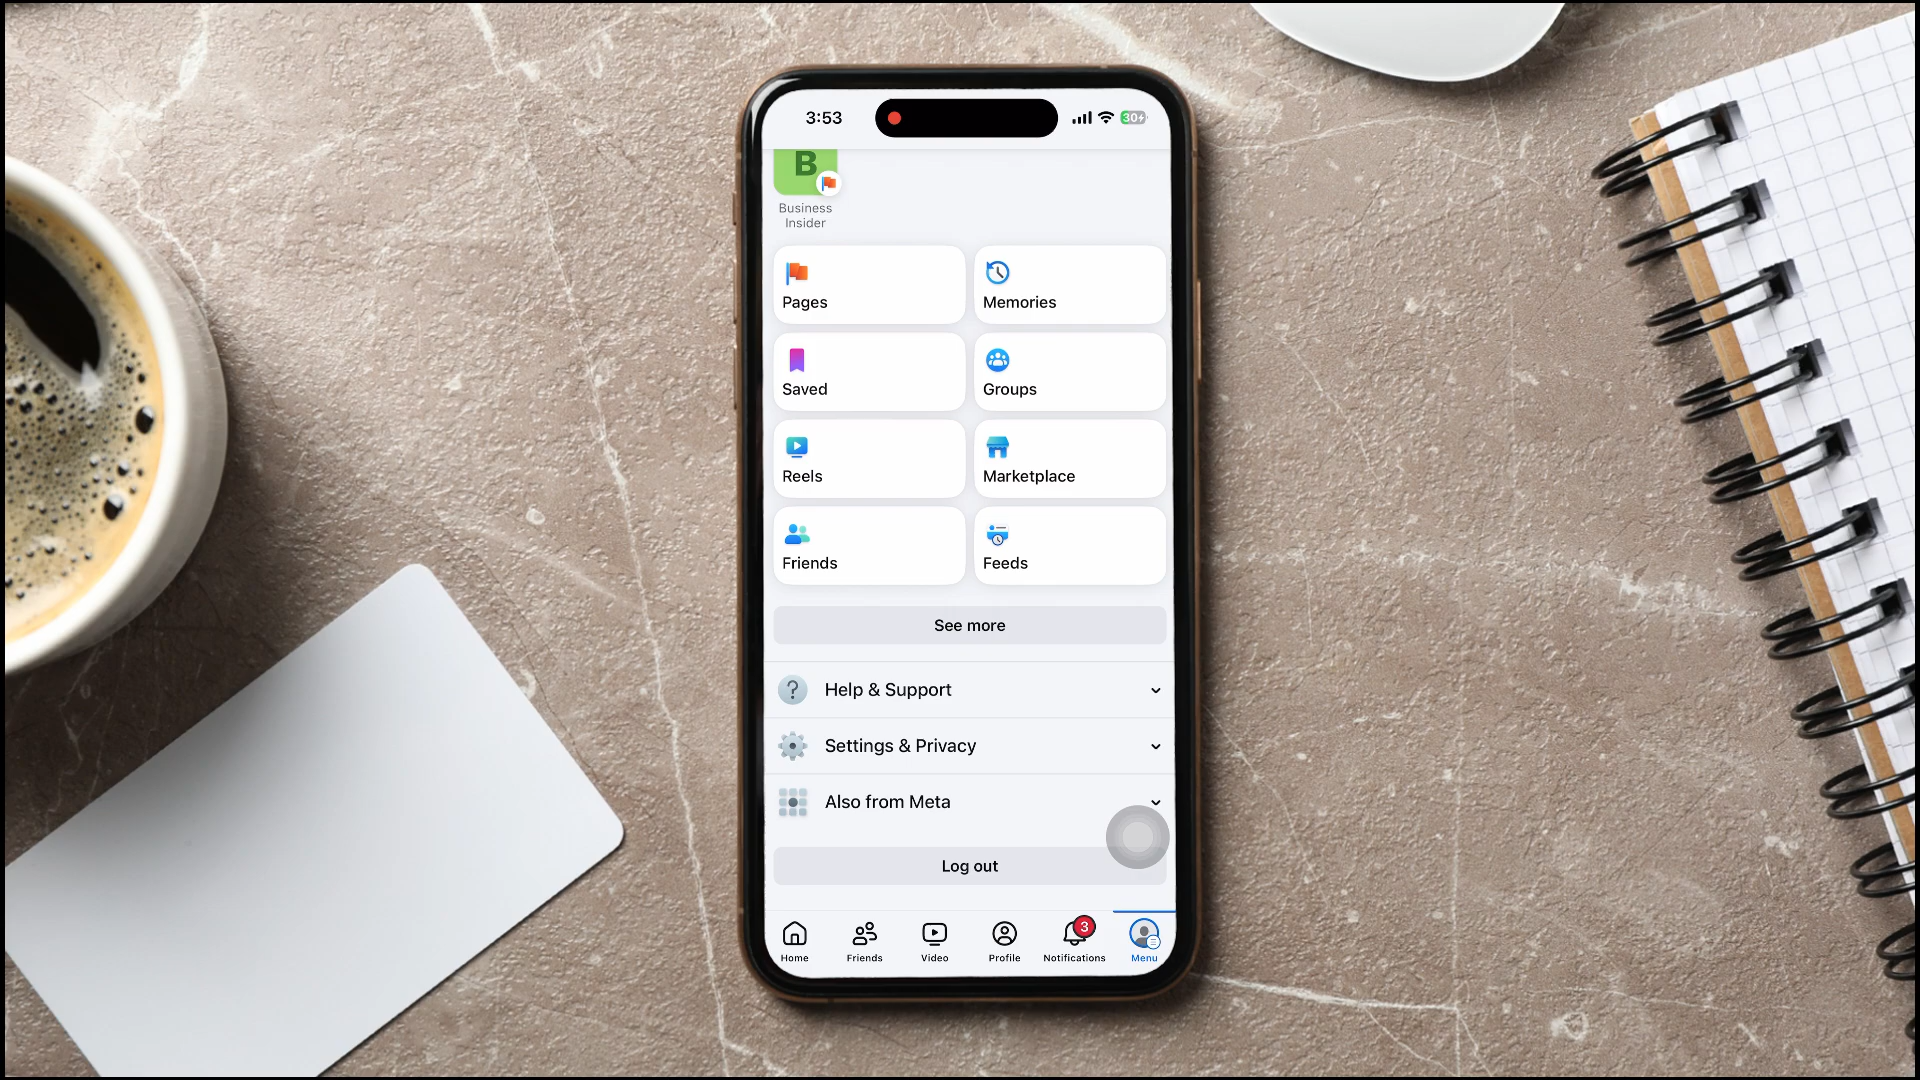 3:53
30
B
Business
Insider
Pages
Memories
Saved
Groups
Reels
Marketplace
Friends
Feeds
See more
? Help & Support
Settings & Privacy
Also from Meta
Log out
3
Home
Friends
Video
Profile
Notifications
Menu